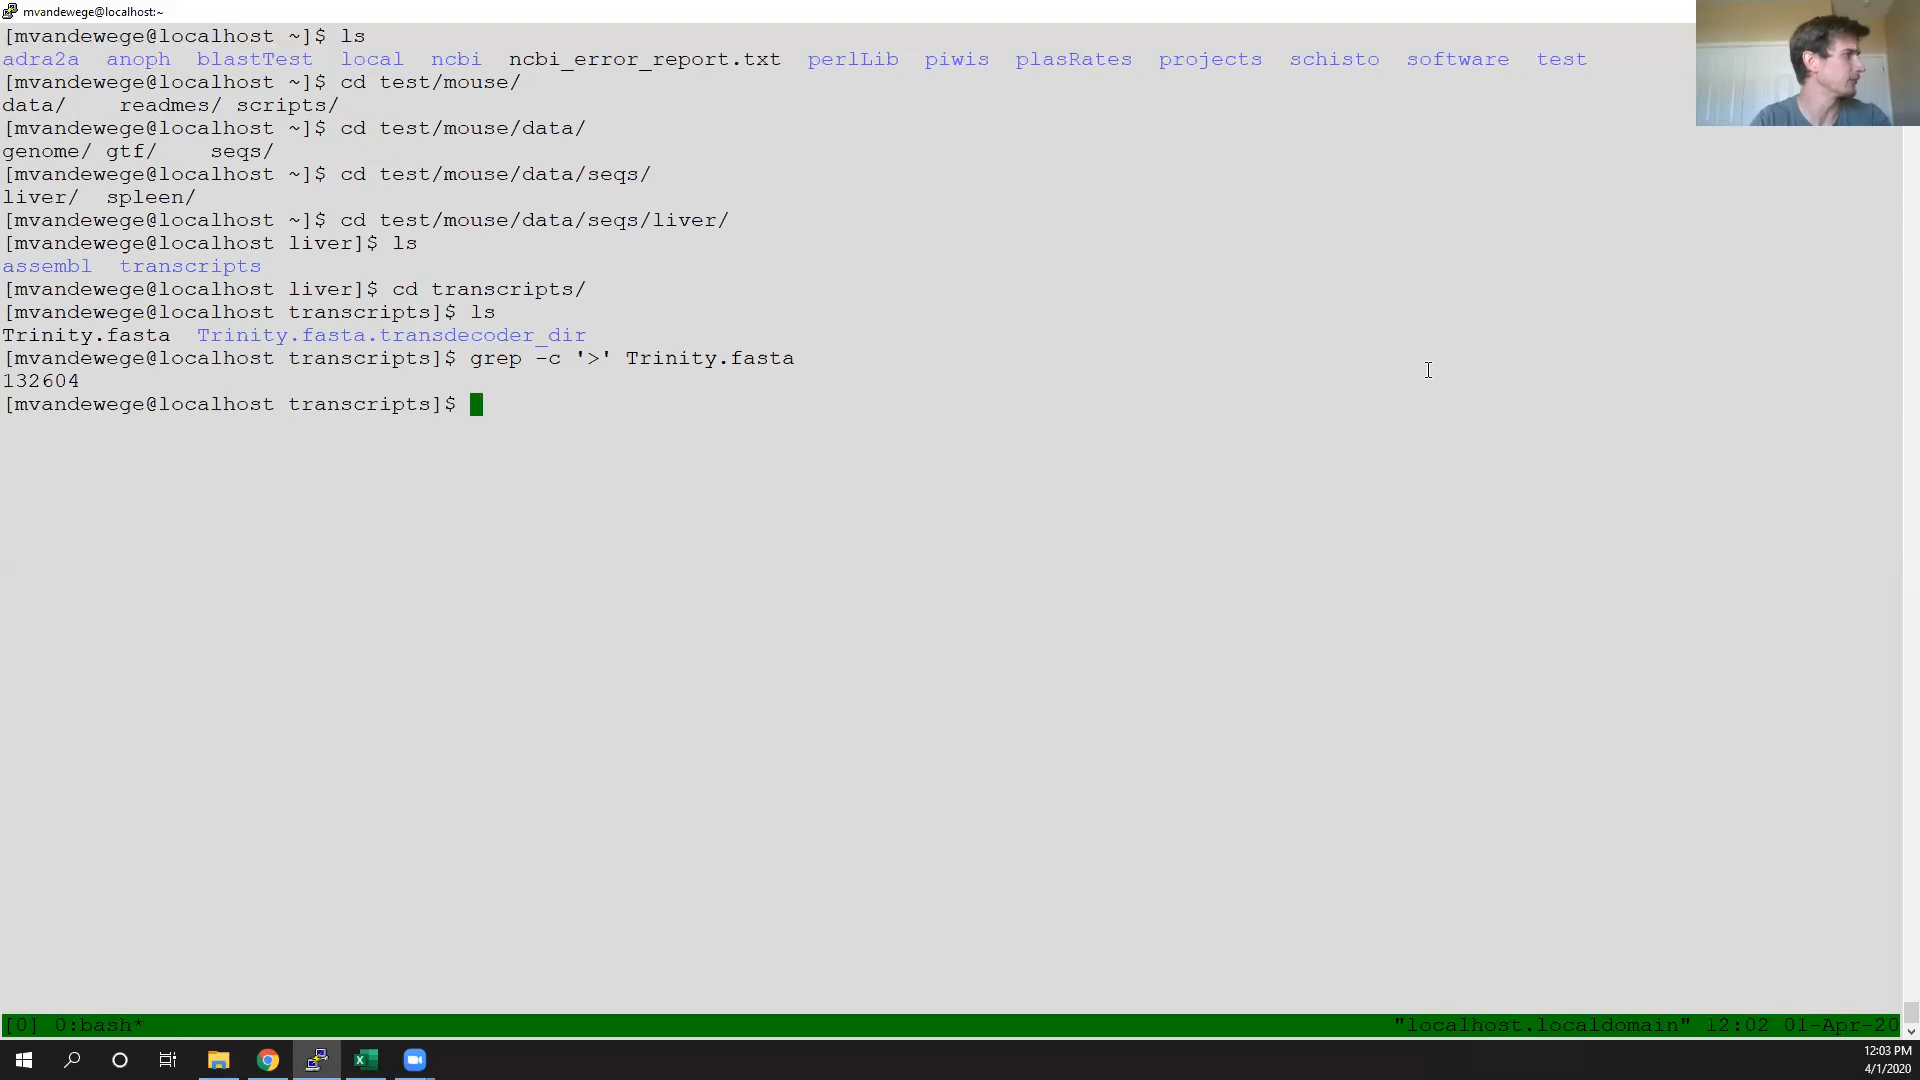 mvandewege@localhost:~
[mvandewege@localhost ~]$ ls
adra2a anoph blastTest local ncbi ncbi_error_report.txt perlLib piwis plasRates projects schisto software test
[mvandewege@localhost ~]$ cd test/mouse/
data/ readmes/ scripts/
[mvandewege@localhost ~]$ cd test/mouse/data/
genome/ gtf/ seqs/
[mvandewege@localhost ~]$ cd test/mouse/data/seqs/
liver/ spleen/
[mvandewege@localhost ~]$ cd test/mouse/data/seqs/liver/
[mvandewege@localhost liver]$ ls
assembl transcripts
[mvandewege@localhost liver]$ cd transcripts/
[mvandewege@localhost transcripts]$ ls
Trinity.fasta Trinity.fasta.transdecoder_dir
[mvandewege@localhost transcripts]$ grep -c '>' Trinity.fasta
132604
[mvandewege@localhost transcripts]$
[0] 0:bash* "localhost.localdomain" 12:02 01-Apr-20
12:03 PM
4/1/2020